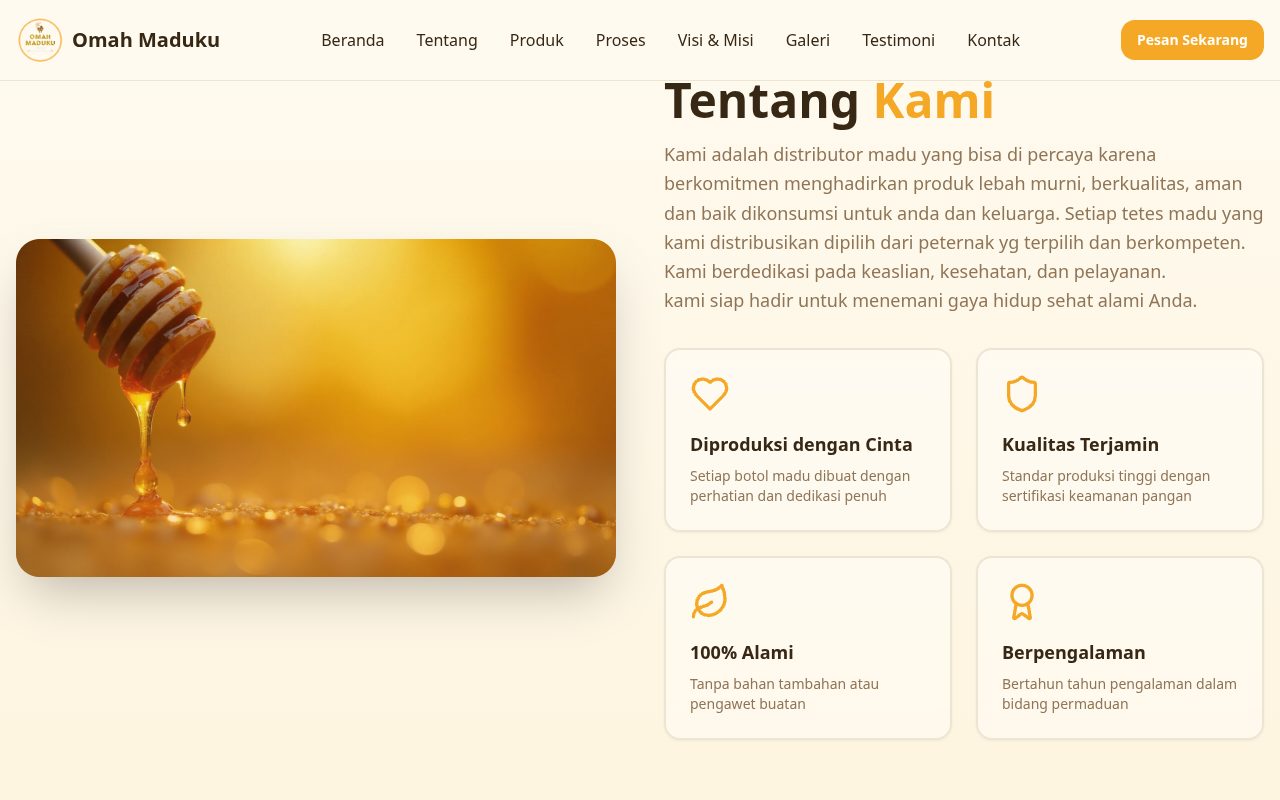 OMAH
MADUKU
Omah Maduku
Beranda
Tentang
Produk
Proses
Visi & Misi
Galeri
Testimoni
Kontak
Pesan Sekarang
Tentang Kami
Kami adalah distributor madu yang bisa di percaya karena
berkomitmen menghadirkan produk lebah murni, berkualitas, aman
dan baik dikonsumsi untuk anda dan keluarga. Setiap tetes madu yang
kami distribusikan dipilih dari peternak yg terpilih dan berkompeten.
Kami berdedikasi pada keaslian, kesehatan, dan pelayanan.
kami siap hadir untuk menemani gaya hidup sehat alami Anda.
Diproduksi dengan Cinta
Setiap botol madu dibuat dengan
perhatian dan dedikasi penuh
Kualitas Terjamin
Standar produksi tinggi dengan
sertifikasi keamanan pangan
100% Alami
Tanpa bahan tambahan atau
pengawet buatan
Berpengalaman
Bertahun tahun pengalaman dalam
bidang permaduan